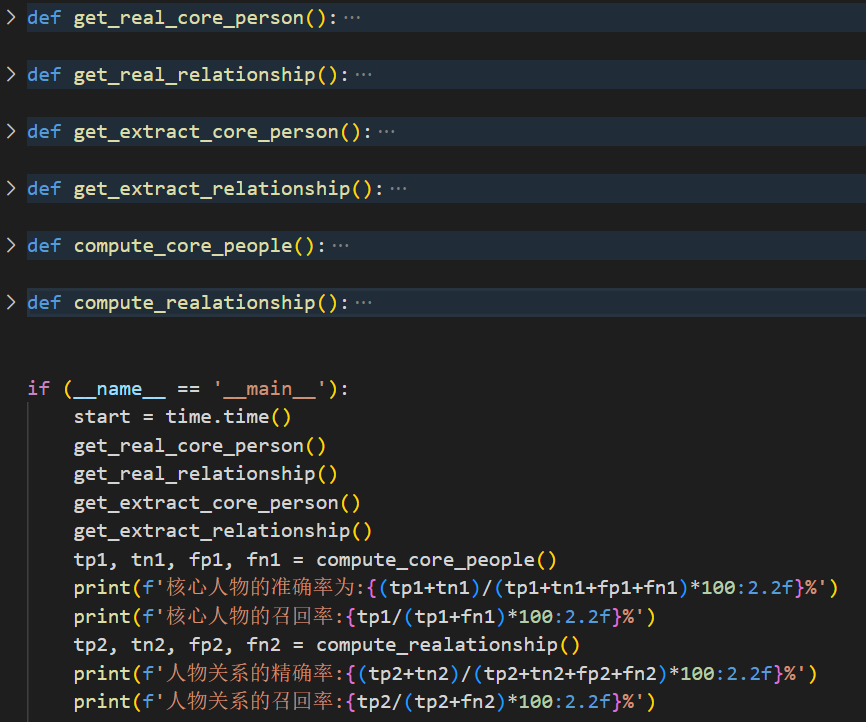 def get_real_core_person():···
def get_real_relationship():···
def get_extract_core_person():···
def get_extract_relationship():···
def compute_core_people():···
def compute_realationship():···
if (__name__ == '__main__'):
start = time.time()
get_real_core_person()
get_real_relationship()
get_extract_core_person()
get_extract_relationship()
tp1, tn1, fp1, fn1 = compute_core_people()
print(f'核心人物的准确率为:{(tp1+tn1)/(tp1+tn1+fp1+fn1)*100:2.2f}%')
print(f'核心人物的召回率:{tp1/(tp1+fn1)*100:2.2f}%')
tp2, tn2, fp2, fn2 = compute_realationship()
print(f'人物关系的精确率:{(tp2+tn2)/(tp2+tn2+fp2+fn2)*100:2.2f}%')
print(f'人物关系的召回率:{tp2/(tp2+fn2)*100:2.2f}%')